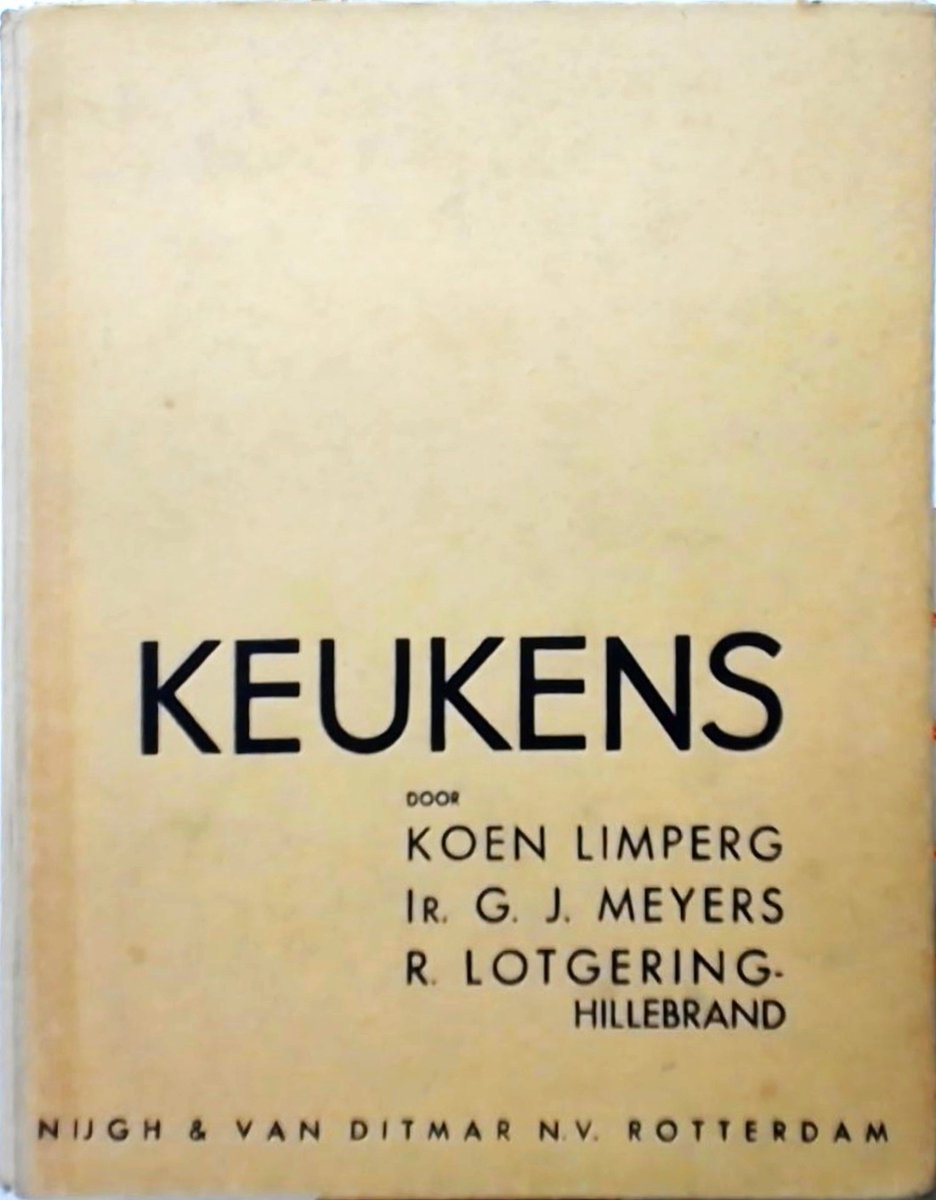 KEUKENS
DOOR
KOEN LIMPERG
IR. G. J. MEYERS
R. LOTGERING-
HILLEBRAND
NIJGH & VAN DITMAR N.V. ROTTERDAM